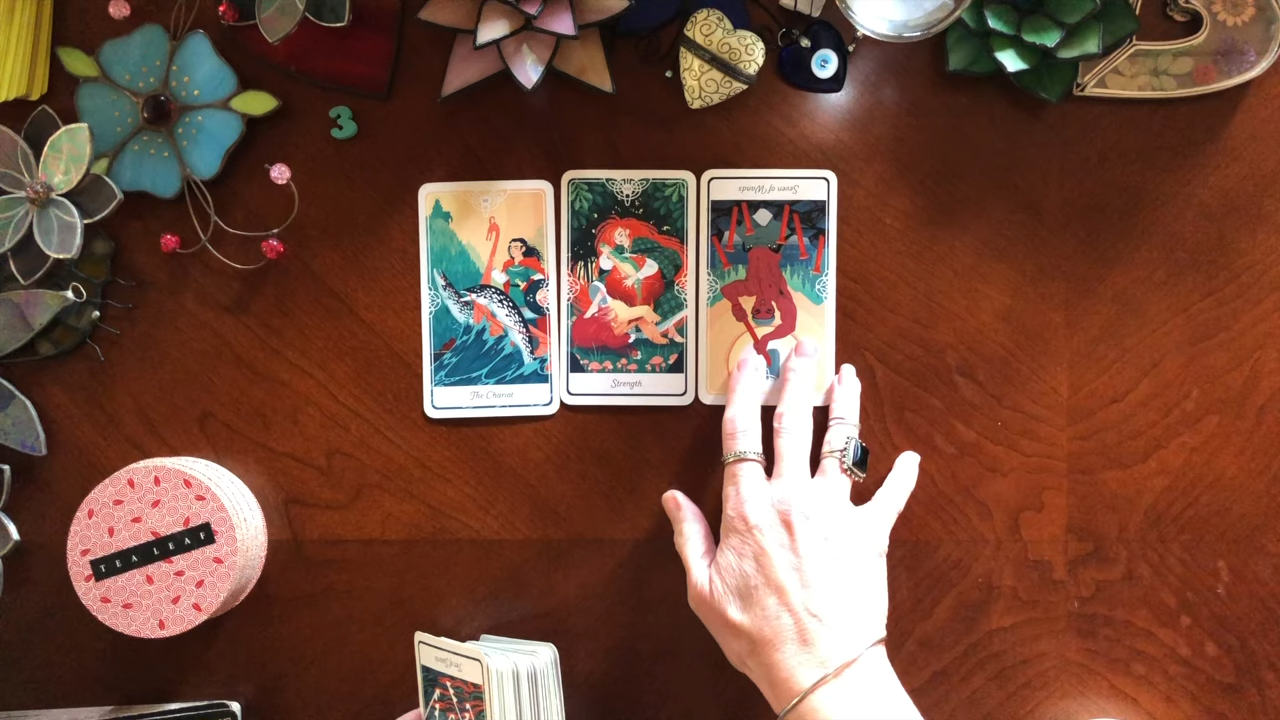 3
Seven of Wands
The Chariot
Strength
TEA LEAF